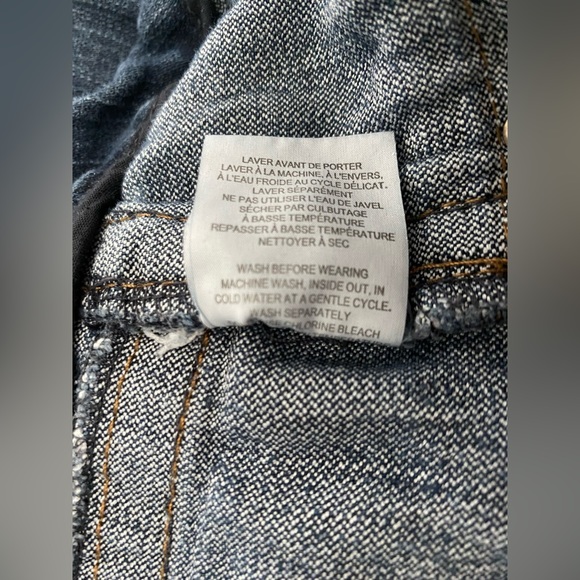 LAVER AVANT DE PORTER
LAVER À LA MACHINE, À L'ENVERS,
À L'EAU FROIDE AU CYCLE DÉLICAT.
LAVER SÉPARÉMENT
NE PAS UTILISER L'EAU DE JAVEL
SÉCHER PAR CULBUTAGE
À BASSE TEMPÉRATURE
REPASSER À BASSE TEMPÉRATURE
NETTOYER À SEC
WASH BEFORE WEARING
MACHINE WASH, INSIDE OUT, IN
COLD WATER AT A GENTLE CYCLE.
WASH SEPARATELY
CHLORINE BLEACH